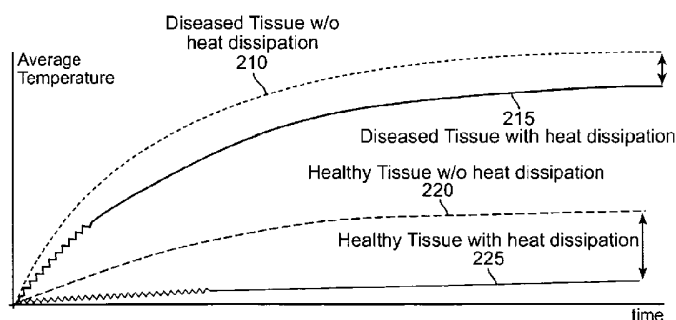 Diseased Tissue w/o
heat dissipation
210
Average
Temperature
215
Diseased Tissue with heat dissipation
Healthy Tissue w/o heat dissipation
220
Healthy Tissue with heat dissipation
225
time